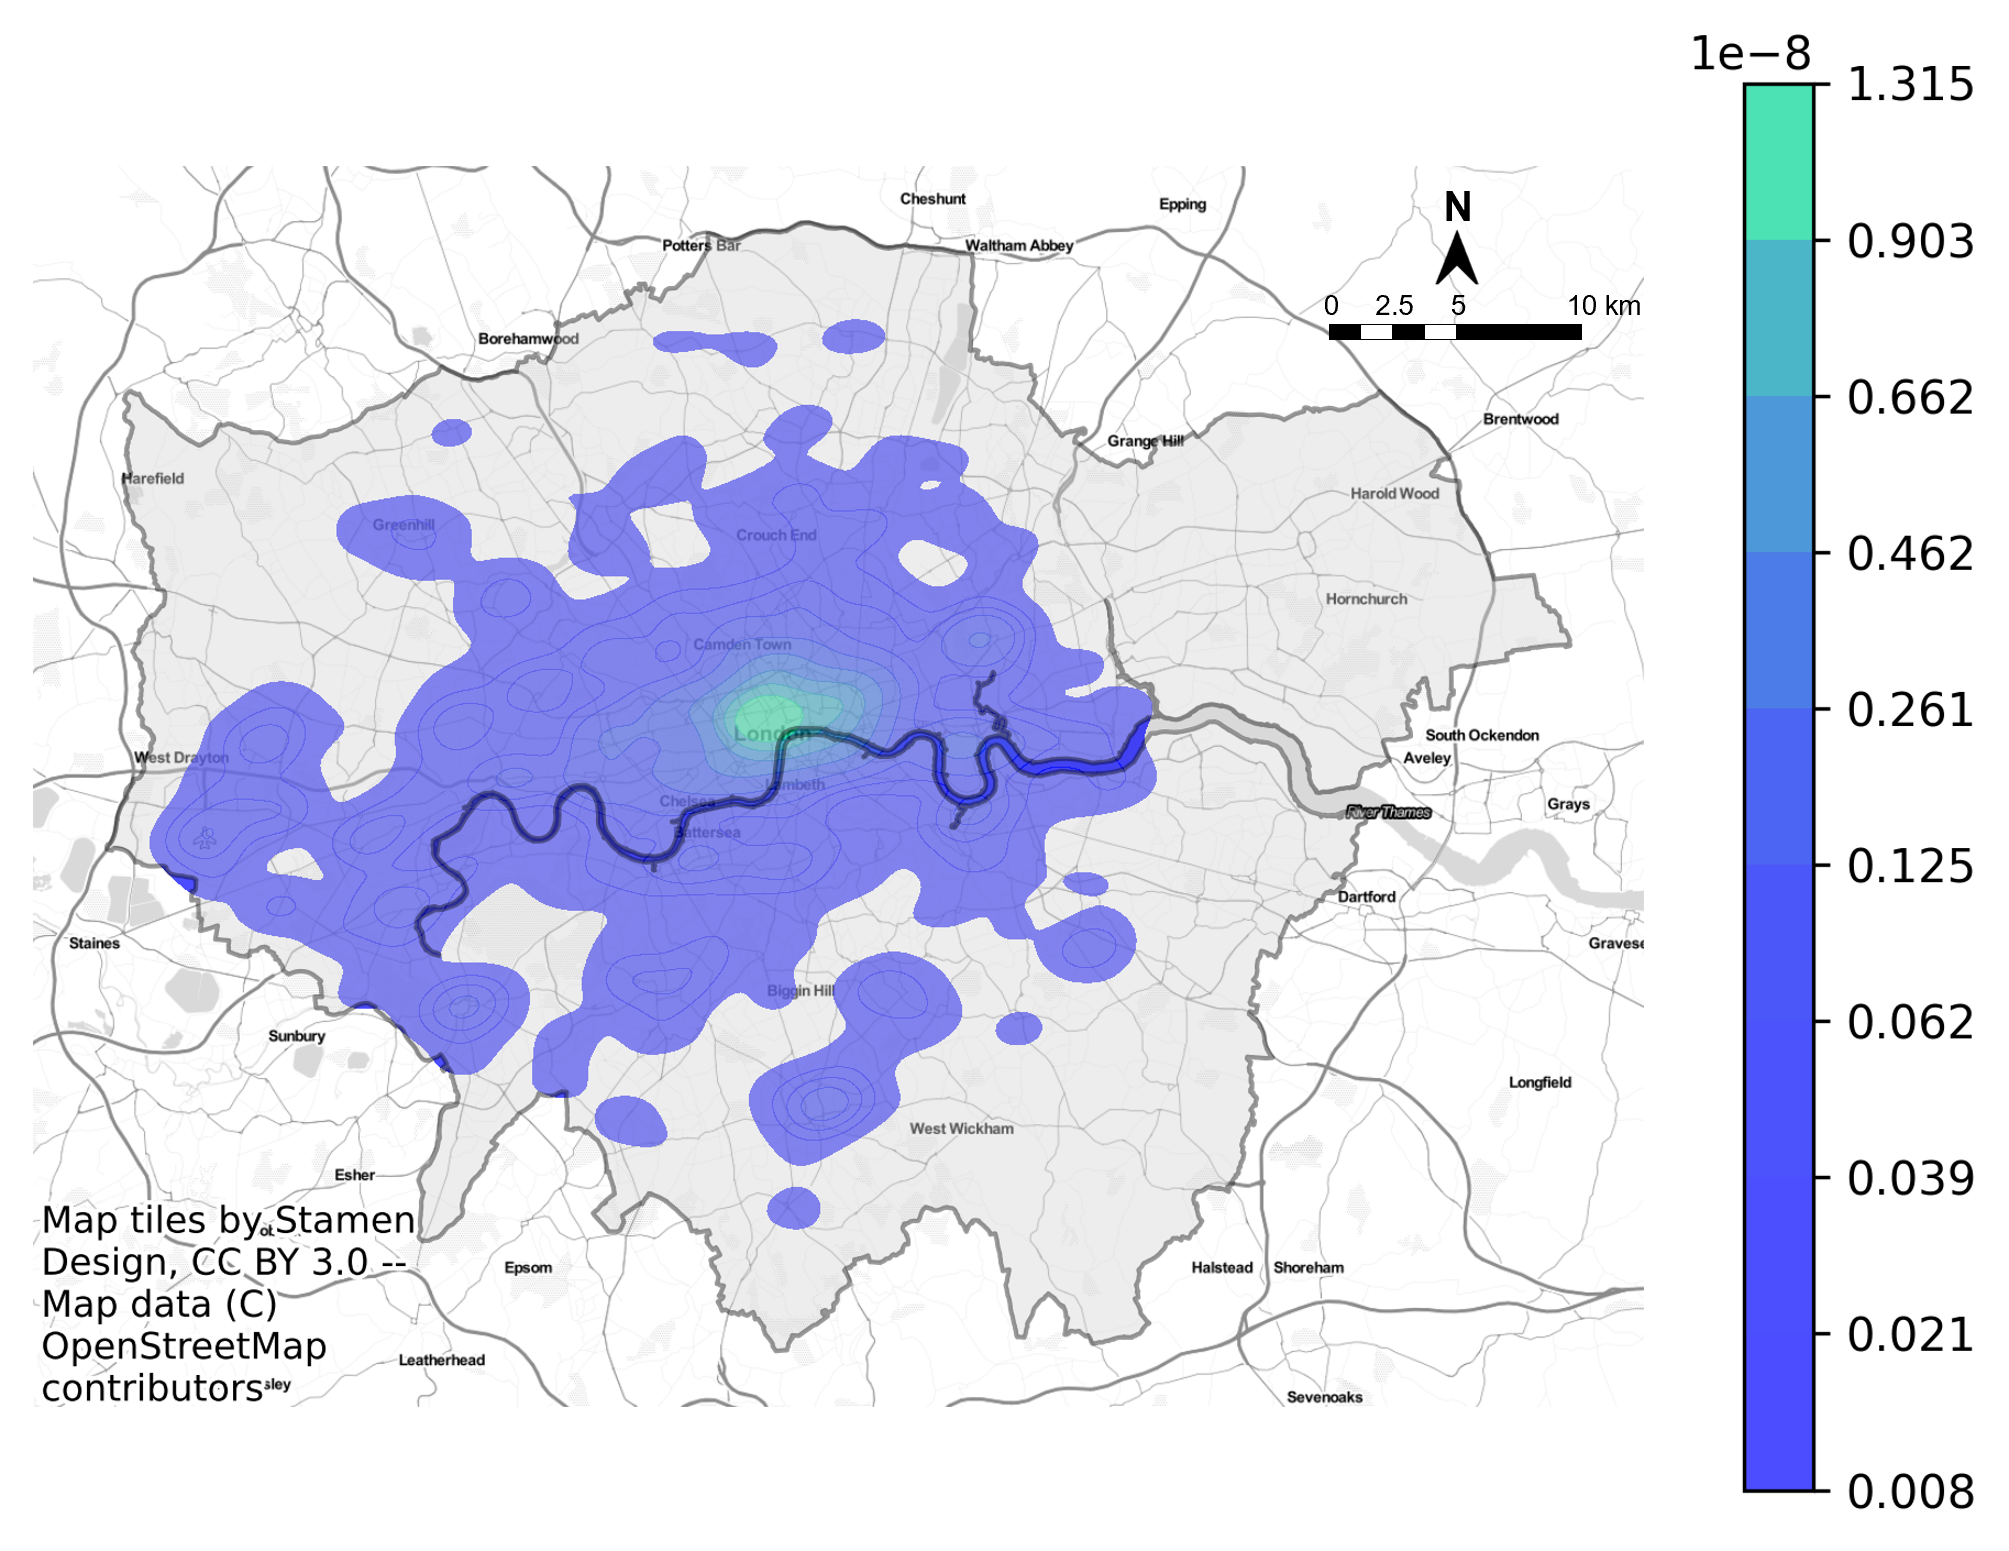 1e−8
1.315
Cheshunt
Epping
N
Potters Bar
Waltham Abbey
0.903
0 2.5 5 10 km
Borehamwood
0.662
Brentwood
Grange Hill
Harefield
Harold Wood
Greenhill
Crouch End
0.462
Hornchurch
Camden Town
0.261
London
South Ockendon
West Drayton
Aveley
Lambeth
Chelsea
Grays
River Thames
Battersea
0.125
Dartford
Staines
Gravese
Biggin Hill
0.062
Sunbury
Longfield
West Wickham
Esher
0.039
Map tiles by Stamen
Design, CC BY 3.0 --
Map data (C)
OpenStreetMap
contributors
Epsom
Halstead
Shoreham
0.021
Leatherhead
sley
Sevenoaks
0.008